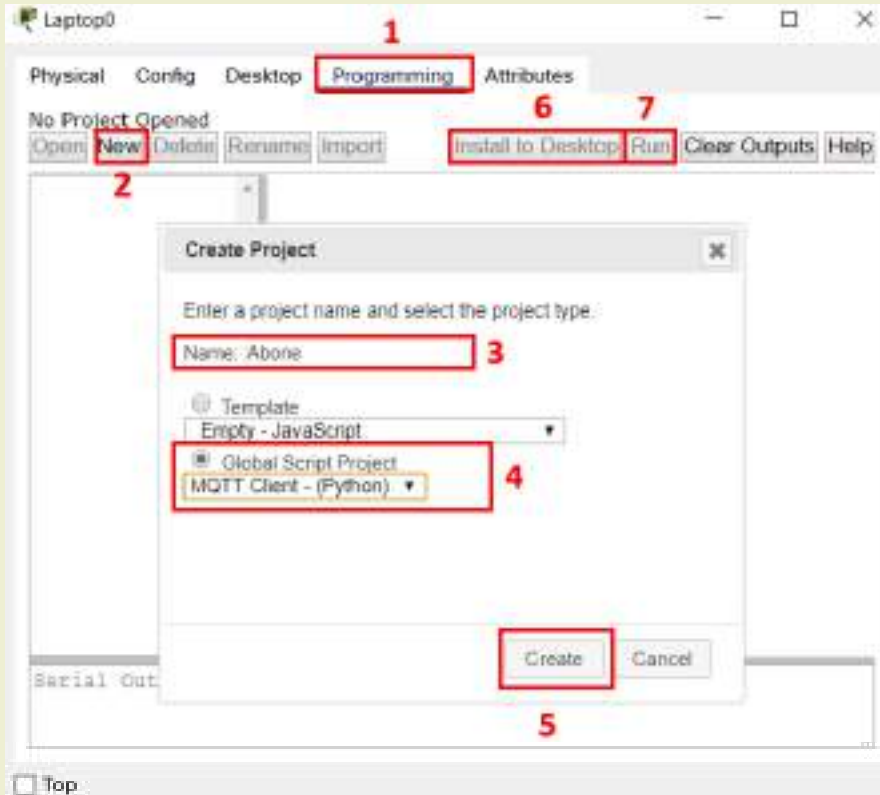 Laptop0
1
Physical Config Desktop Programming Attributes
6 7
No Project Opened
Open New Delete Rename Import Install to Desktop Run Clear Outputs Help
2
Create Project
Enter a project name and select the project type.
Name: Abone
3
Template
Empty - JavaScript
Global Script Project
MQTT Client - (Python)
4
Create Cancel
Serial Out
5
Top